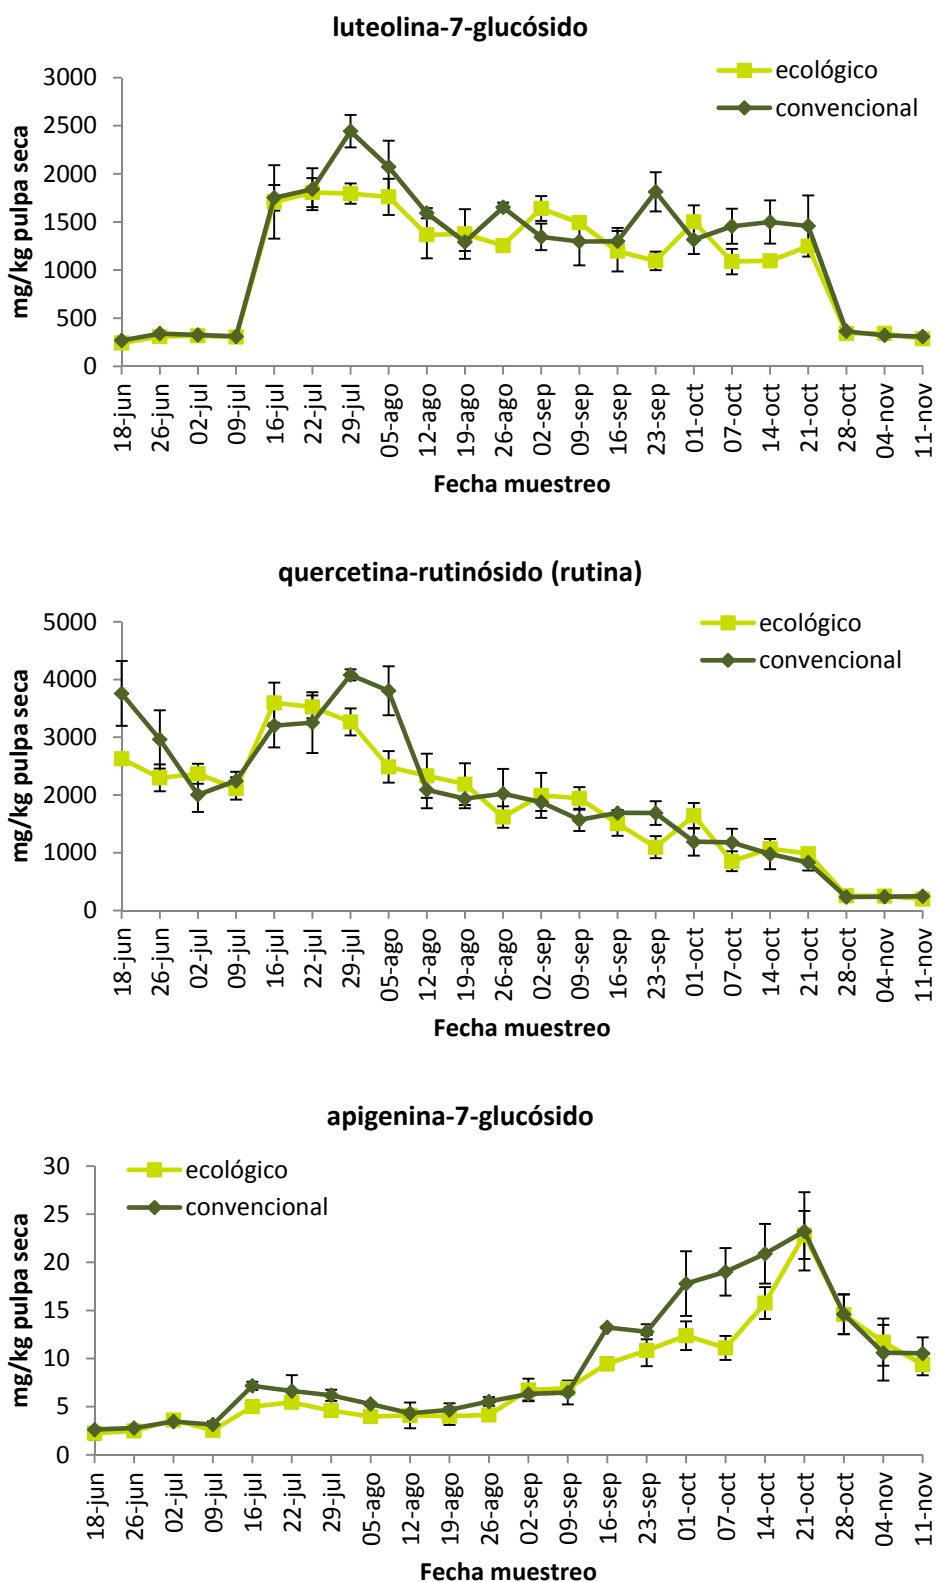 luteolina-7-glucósido
ecológico
convencional
mg/kg pulpa seca
3000
2500
2000
1500
1000
500
0
18-jun
26-jun
02-jul
09-jul
16-jul
22-jul
29-jul
05-ago
12-ago
19-ago
26-ago
02-sep
09-sep
16-sep
23-sep
01-oct
07-oct
14-oct
21-oct
28-oct
04-nov
11-nov
Fecha muestreo
quercetina-rutinósido (rutina)
ecológico
convencional
mg/kg pulpa seca
5000
4000
3000
2000
1000
0
18-jun
26-jun
02-jul
09-jul
16-jul
22-jul
29-jul
05-ago
12-ago
19-ago
26-ago
02-sep
09-sep
16-sep
23-sep
01-oct
07-oct
14-oct
21-oct
28-oct
04-nov
11-nov
Fecha muestreo
apigenina-7-glucósido
ecológico
convencional
mg/kg pulpa seca
30
25
20
15
10
5
0
18-jun
26-jun
02-jul
09-jul
16-jul
22-jul
29-jul
05-ago
12-ago
19-ago
26-ago
02-sep
09-sep
16-sep
23-sep
01-oct
07-oct
14-oct
21-oct
28-oct
04-nov
11-nov
Fecha muestreo